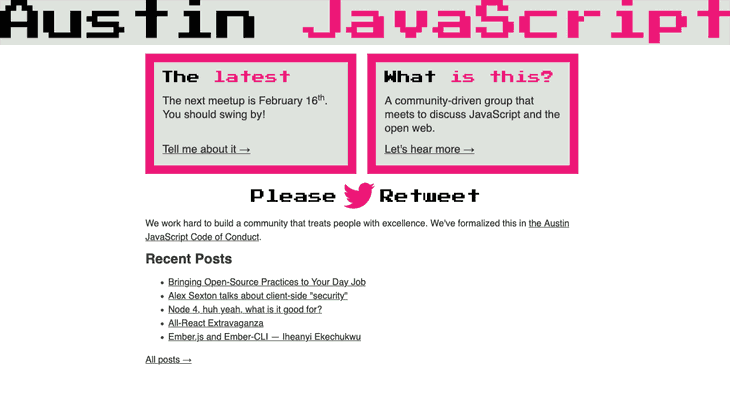 Austin JavaScript
The latest
The next meetup is February 16th.
You should swing by!
Tell me about it →
What is this?
A community-driven group that
meets to discuss JavaScript and the
open web.
Let's hear more →
Please Retweet
We work hard to build a community that treats people with excellence. We've formalized this in the Austin
JavaScript Code of Conduct.
Recent Posts
• Bringing Open-Source Practices to Your Day Job
• Alex Sexton talks about client-side "security"
• Node 4, huh yeah, what is it good for?
• All-React Extravaganza
• Ember.js and Ember-CLI — Iheanyi Ekechukwu
All posts →